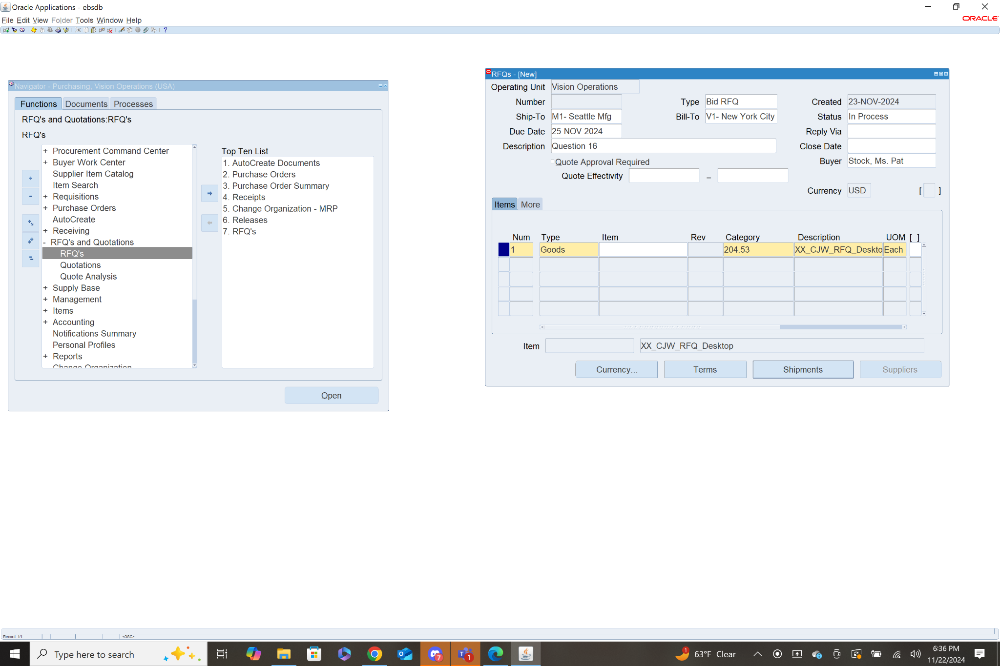 Oracle Applications - ebsdb
File Edit View Folder Tools Window Help
ORACLE
Navigator - Purchasing, Vision Operations (USA)
Functions Documents Processes
RFQ's and Quotations:RFQ's
RFQ's
+ Procurement Command Center
+ Buyer Work Center
Supplier Item Catalog
Item Search
+ Requisitions
+ Purchase Orders
AutoCreate
+ Receiving
- RFQ's and Quotations
RFQ's
Quotations
Quote Analysis
+ Supply Base
+ Management
+ Items
+ Accounting
Notifications Summary
Personal Profiles
+ Reports
Change Organization
Top Ten List
1. AutoCreate Documents
2. Purchase Orders
3. Purchase Order Summary
4. Receipts
5. Change Organization - MRP
6. Releases
7. RFQ's
Open
RFQs - [New]
Operating Unit Vision Operations
Number Type Bid RFQ Created 23-NOV-2024
Ship-To M1- Seattle Mfg Bill-To V1- New York City Status In Process
Due Date 25-NOV-2024 Reply Via
Description Question 16 Close Date
Quote Approval Required Buyer Stock, Ms. Pat
Quote Effectivity –
Currency USD [ ]
Items More
Num Type Item Rev Category Description UOM [ ]
1 Goods 204.53 XX_CJW_RFQ_Deskto Each
Item XX_CJW_RFQ_Desktop
Currency... Terms Shipments Suppliers
Record: 1/1 ... <OSC>
Type here to search 7 1 1 63°F Clear 6:36 PM
11/22/2024